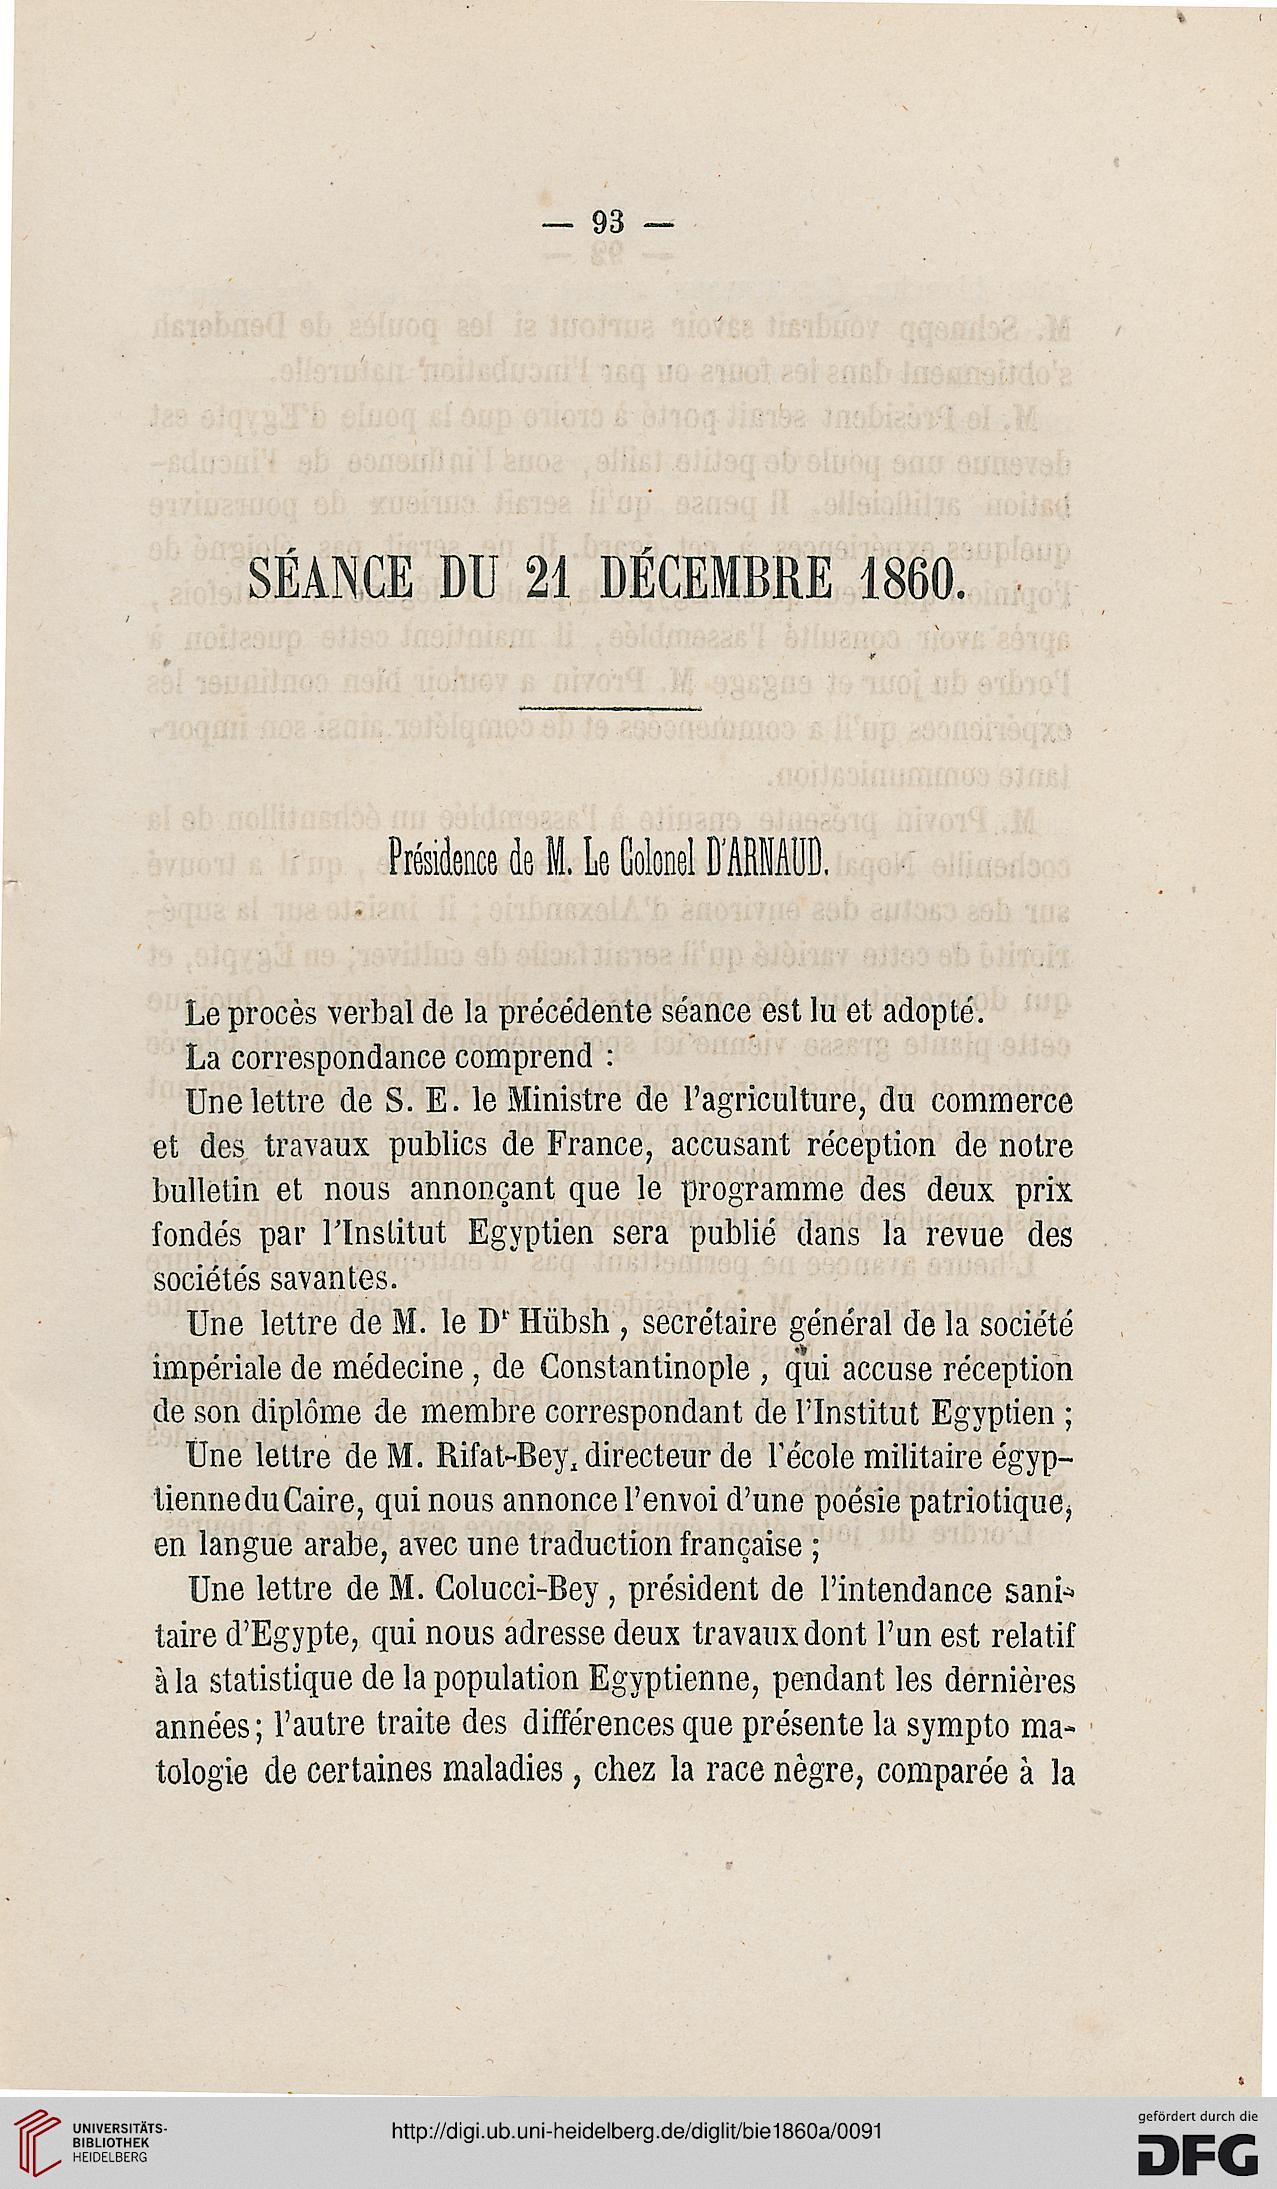 — 93 —
SÉANCE DU 21 DÉCEMBRE 1860.
Présidence de M. Le Colonel D'ARNAUD.
Le procès verbal de la précédente séance est lu et adopté.
La correspondance comprend :
Une lettre de S. E. le Ministre de l'agriculture, du commerce
et des travaux publics de France, accusant réception de notre
bulletin et nous annonçant que le programme des deux prix
fondés par l'Institut Egyptien sera publié dans la revue des
sociétés savantes.
Une lettre de M. le Dr Hübsh , secrétaire général de la société
impériale de médecine , de Constantinople , qui accuse réception
de son diplôme de membre correspondant de l'Institut Egyptien ;
Une lettre de M. Rifat-Bey, directeur de l'école militaire égyp-
tienne du Caire, qui nous annonce l'envoi d'une poésie patriotique,
en langue arabe, avec une traduction française ;
Une lettre de M. Colucci-Bey , président de l'intendance sani-
taire d'Egypte, qui nous adresse deux travaux dont l'un est relatif
à la statistique de la population Egyptienne, pendant les dernières
années; l'autre traite des différences que présente la sympto ma-
tologie de certaines maladies , chez la race nègre, comparée à la
UNIVERSITÄTS-
BIBLIOTHEK
HEIDELBERG
http://digi.ub.uni-heidelberg.de/diglit/bie1860a/0091
gefördert durch die
DFG